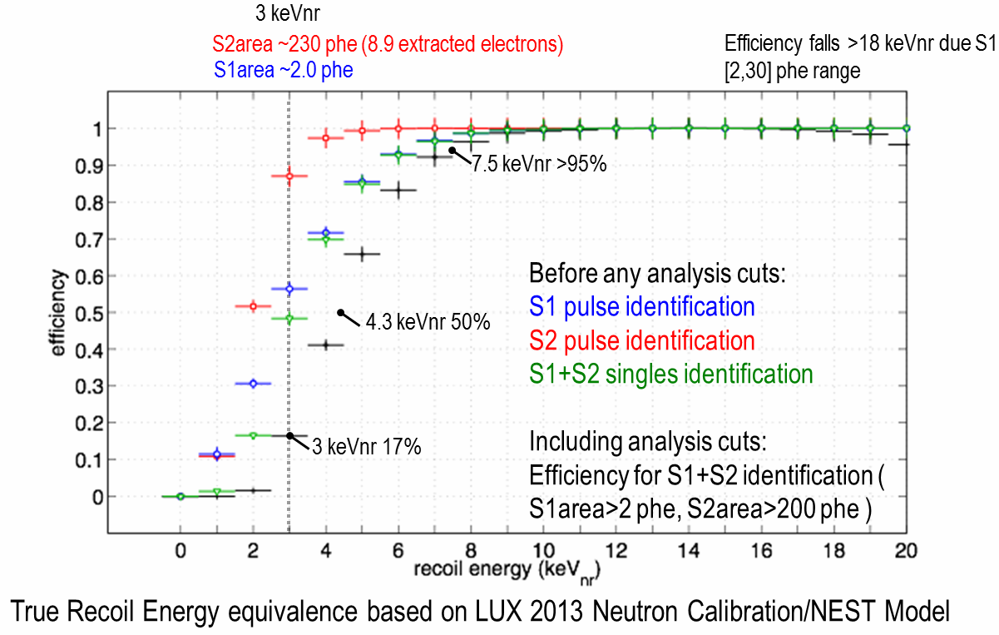 3 keVnr
S2area ~230 phe (8.9 extracted electrons)
S1area ~2.0 phe
Efficiency falls >18 keVnr due S1
[2,30] phe range
1
0.9
0.8
0.7
0.6
0.5
0.4
0.3
0.2
0.1
0
efficiency
7.5 keVnr >95%
4.3 keVnr 50%
3 keVnr 17%
Before any analysis cuts:
S1 pulse identification
S2 pulse identification
S1+S2 singles identification
Including analysis cuts:
Efficiency for S1+S2 identification (
S1area>2 phe, S2area>200 phe )
0 2 4 6 8 10 12 14 16 18 20
recoil energy (keVnr)
True Recoil Energy equivalence based on LUX 2013 Neutron Calibration/NEST Model